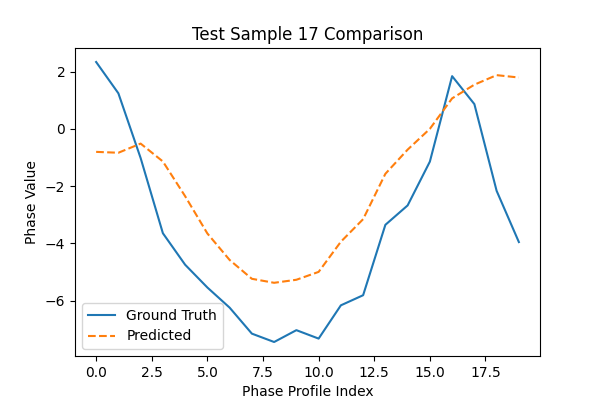 Test Sample 17 Comparison
Phase Value
2
0
−2
−4
−6
Ground Truth
Predicted
0.0 2.5 5.0 7.5 10.0 12.5 15.0 17.5
Phase Profile Index